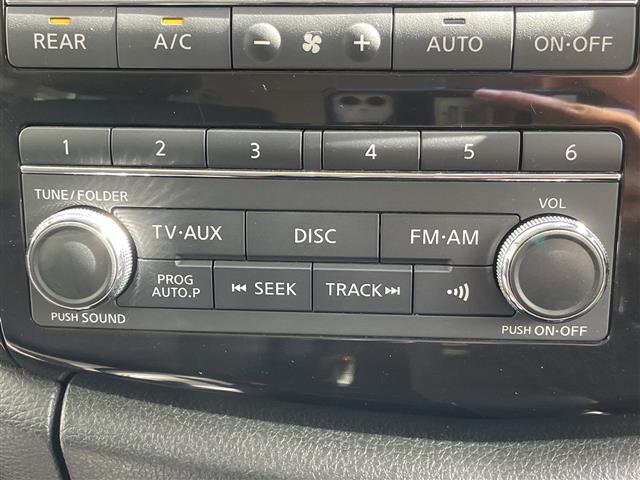 REAR A/C − + AUTO ON·OFF
1 2 3 4 5 6
TUNE/FOLDER VOL
TV·AUX DISC FM·AM
PROG AUTO.P ⏮ SEEK TRACK ⏭
PUSH SOUND PUSH ON·OFF